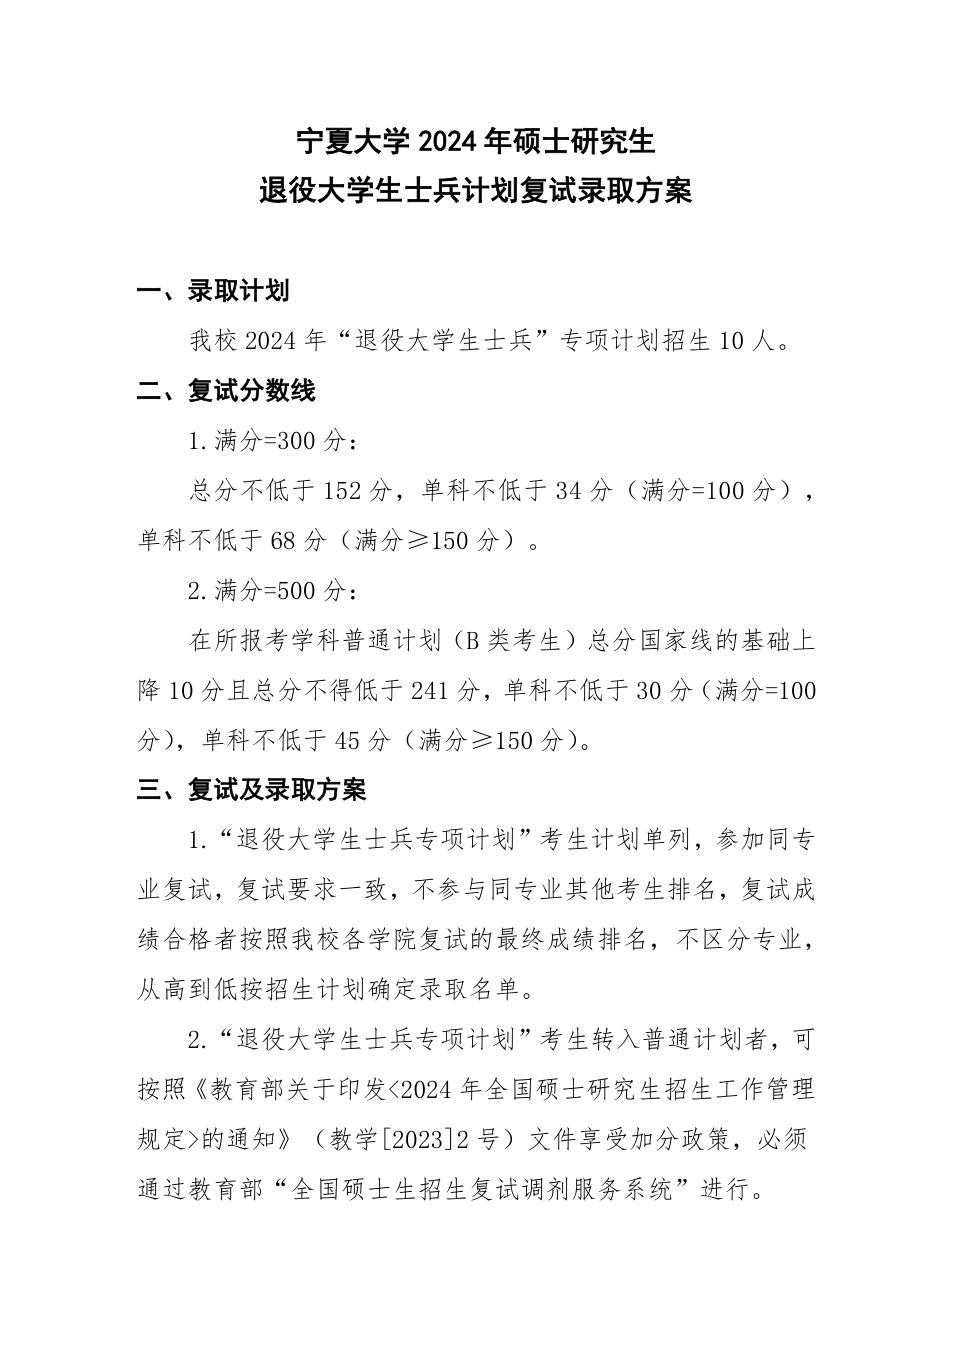 宁夏大学 2024 年硕士研究生
退役大学生士兵计划复试录取方案
一、录取计划
我校 2024 年“退役大学生士兵”专项计划招生 10 人。
二、复试分数线
1.满分=300 分：
总分不低于 152 分，单科不低于 34 分（满分=100 分），
单科不低于 68 分（满分≥150 分）。
2.满分=500 分：
在所报考学科普通计划（B 类考生）总分国家线的基础上
降 10 分且总分不得低于 241 分，单科不低于 30 分（满分=100
分），单科不低于 45 分（满分≥150 分）。
三、复试及录取方案
1.“退役大学生士兵专项计划”考生计划单列，参加同专
业复试，复试要求一致，不参与同专业其他考生排名，复试成
绩合格者按照我校各学院复试的最终成绩排名，不区分专业，
从高到低按招生计划确定录取名单。
2.“退役大学生士兵专项计划”考生转入普通计划者，可
按照《教育部关于印发<2024 年全国硕士研究生招生工作管理
规定>的通知》（教学[2023]2 号）文件享受加分政策，必须
通过教育部“全国硕士生招生复试调剂服务系统”进行。